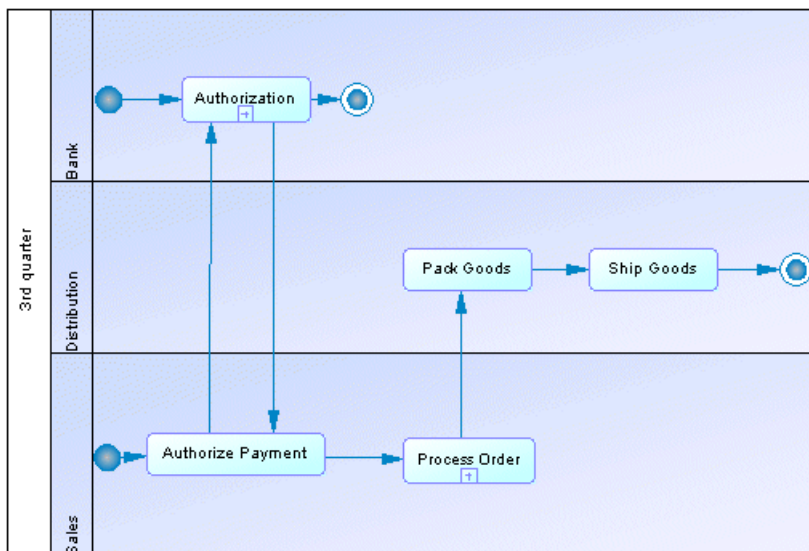 3rd quarter
Bank
Authorization
Distribution
Pack Goods
Ship Goods
Sales
Authorize Payment
Process Order